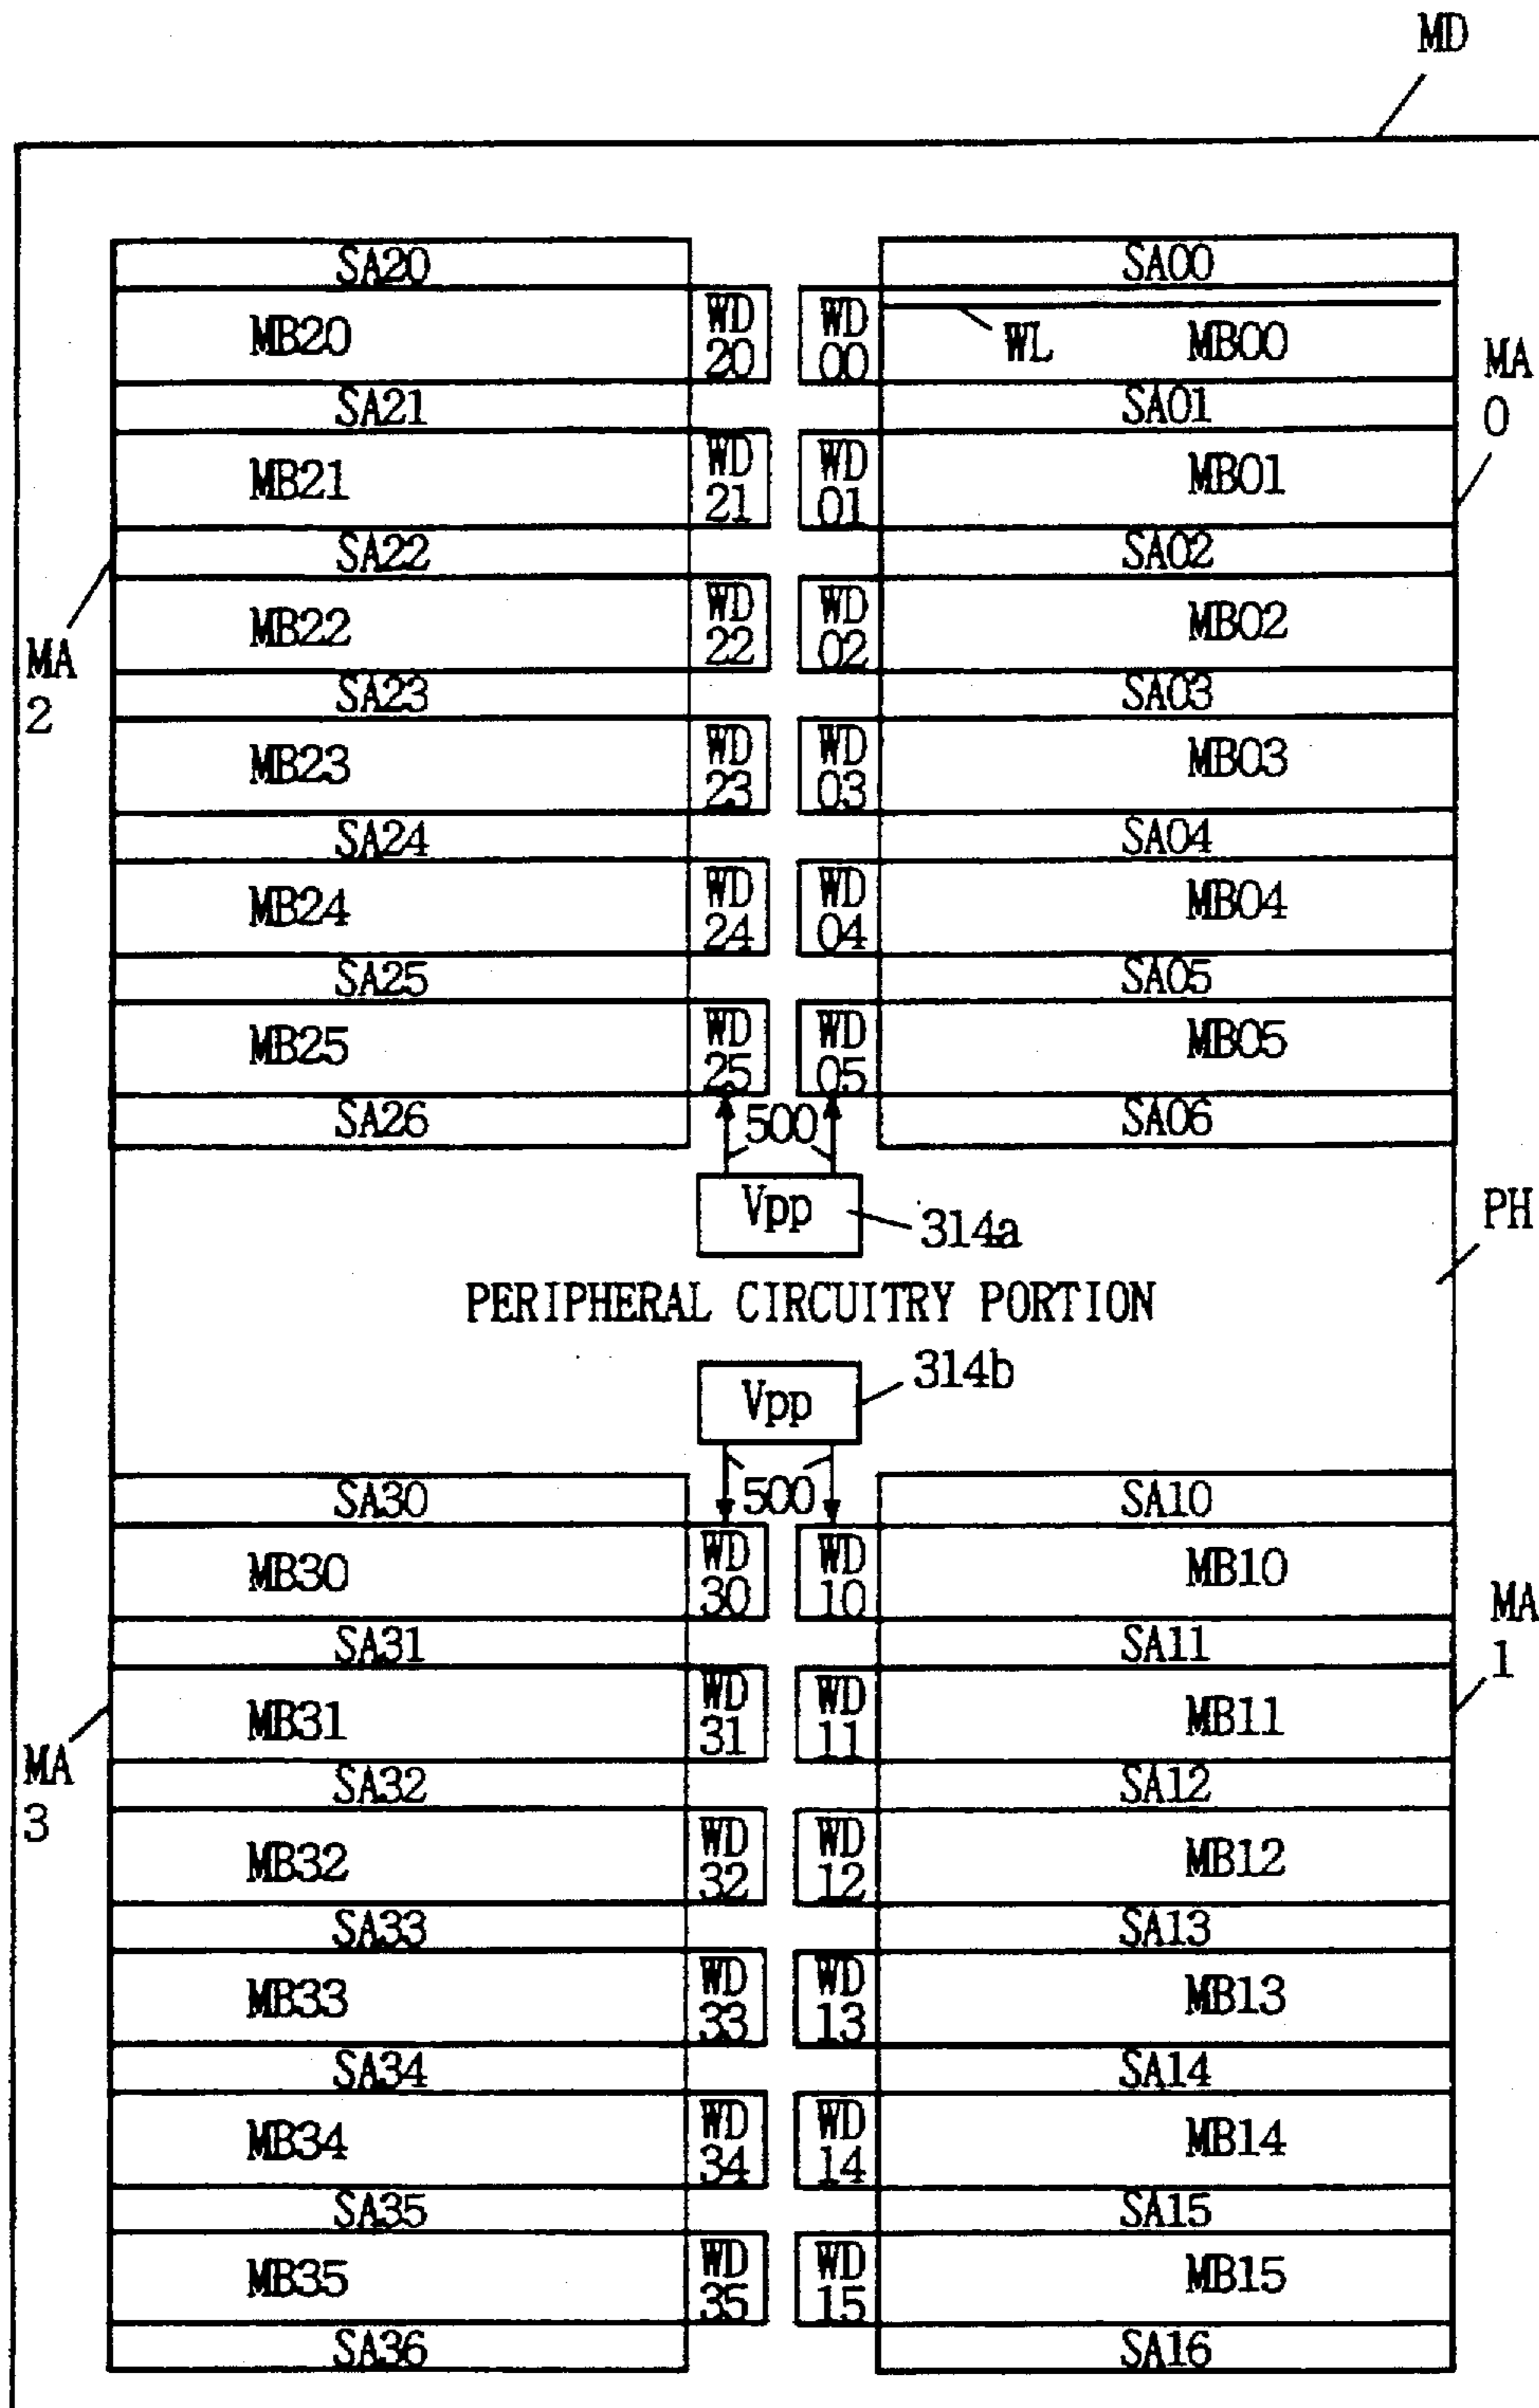 MD
SA20 SA00
MB20 WD 20 WD 00 WL MB00
MA 0
SA21 SA01
MB21 WD 21 WD 01 MB01
SA22 SA02
MB22 WD 22 WD 02 MB02
MA 2
SA23 SA03
MB23 WD 23 WD 03 MB03
SA24 SA04
MB24 WD 24 WD 04 MB04
SA25 SA05
MB25 WD 25 WD 05 MB05
SA26 500 SA06
Vpp 314a PH
PERIPHERAL CIRCUITRY PORTION
Vpp 314b
SA30 500 SA10
MB30 WD 30 WD 10 MB10
SA31 SA11
MA 1
MB31 WD 31 WD 11 MB11
MA 3
SA32 SA12
MB32 WD 32 WD 12 MB12
SA33 SA13
MB33 WD 33 WD 13 MB13
SA34 SA14
MB34 WD 34 WD 14 MB14
SA35 SA15
MB35 WD 35 WD 15 MB15
SA36 SA16